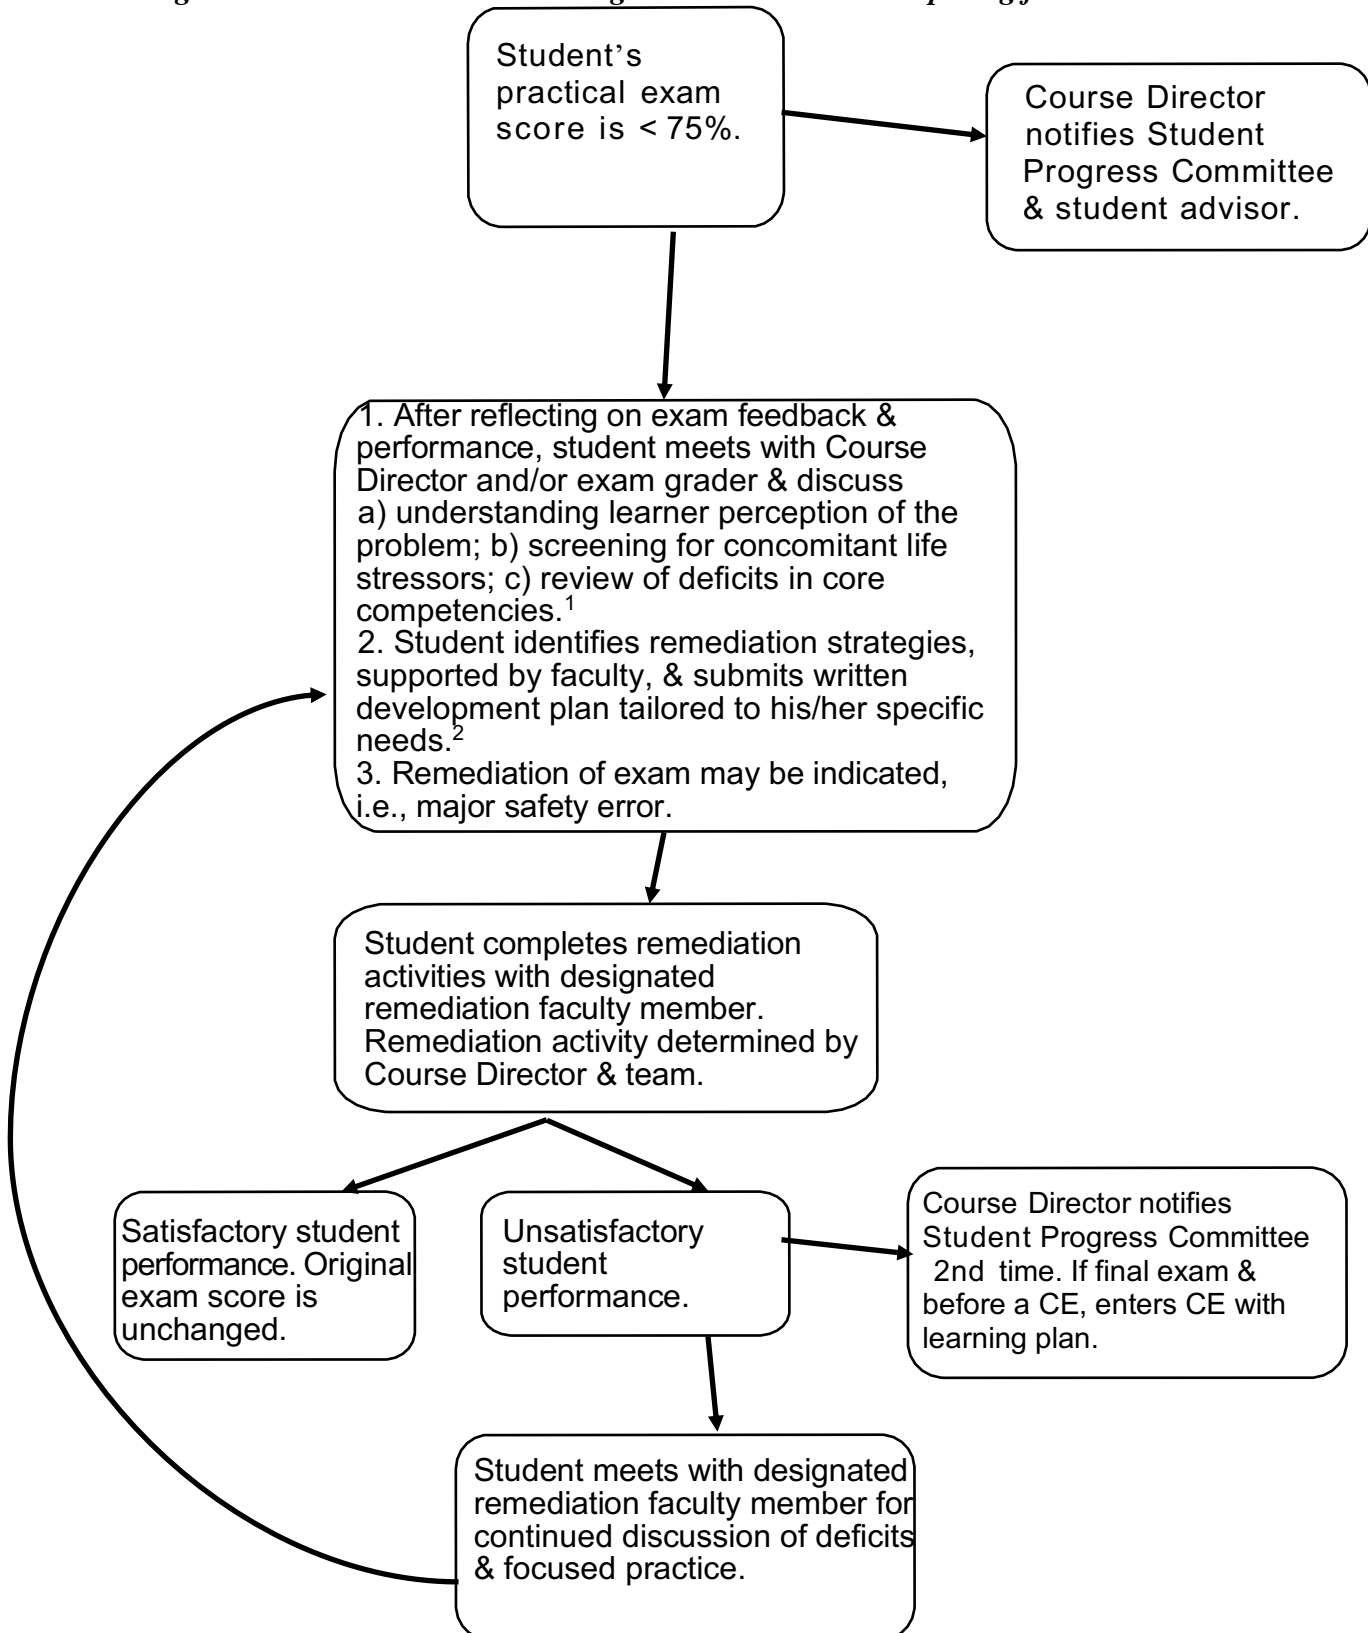 Student’s
practical exam
score is < 75%.
Course Director
notifies Student
Progress Committee
& student advisor.
1. After reflecting on exam feedback &
performance, student meets with Course
Director and/or exam grader & discuss
a) understanding learner perception of the
problem; b) screening for concomitant life
stressors; c) review of deficits in core
competencies.¹
2. Student identifies remediation strategies,
supported by faculty, & submits written
development plan tailored to his/her specific
needs.²
3. Remediation of exam may be indicated,
i.e., major safety error.
Student completes remediation
activities with designated
remediation faculty member.
Remediation activity determined by
Course Director & team.
Satisfactory student
performance. Original
exam score is
unchanged.
Unsatisfactory
student
performance.
Course Director notifies
Student Progress Committee
2nd time. If final exam &
before a CE, enters CE with
learning plan.
Student meets with designated
remediation faculty member for
continued discussion of deficits
& focused practice.